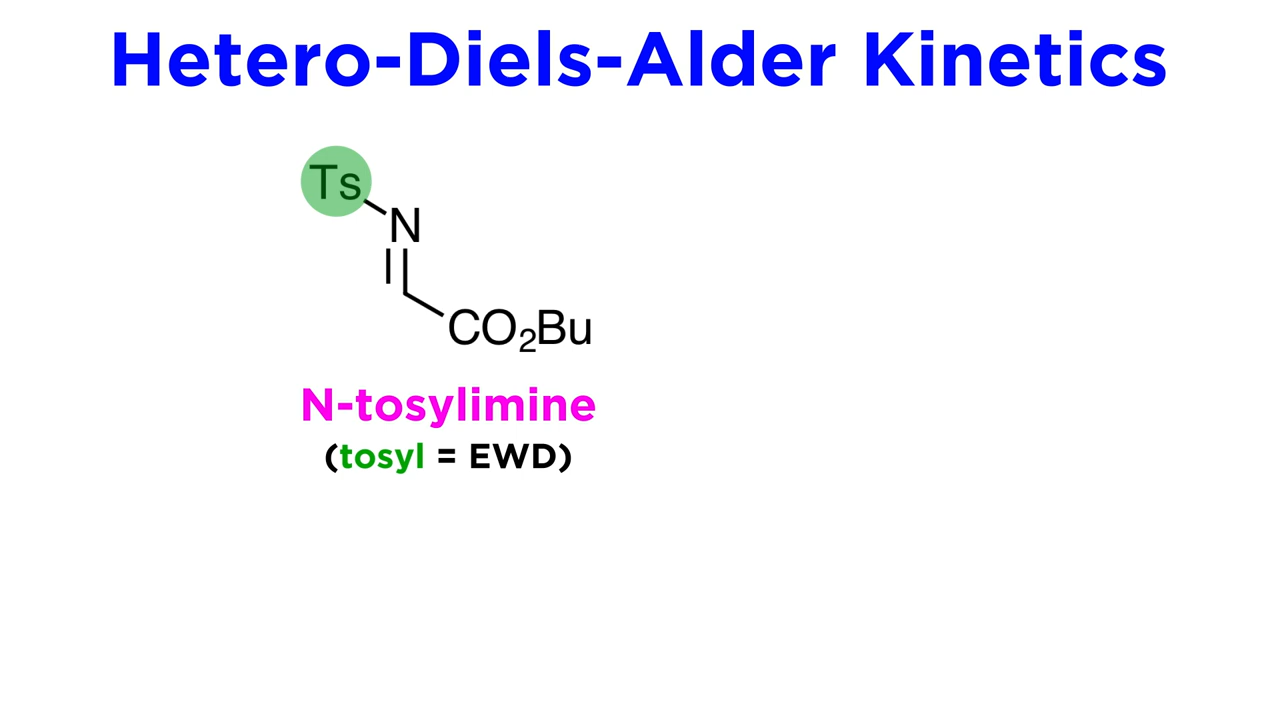 Hetero-Diels-Alder Kinetics
Ts
N
CO₂Bu
N-tosylimine
(tosyl = EWD)